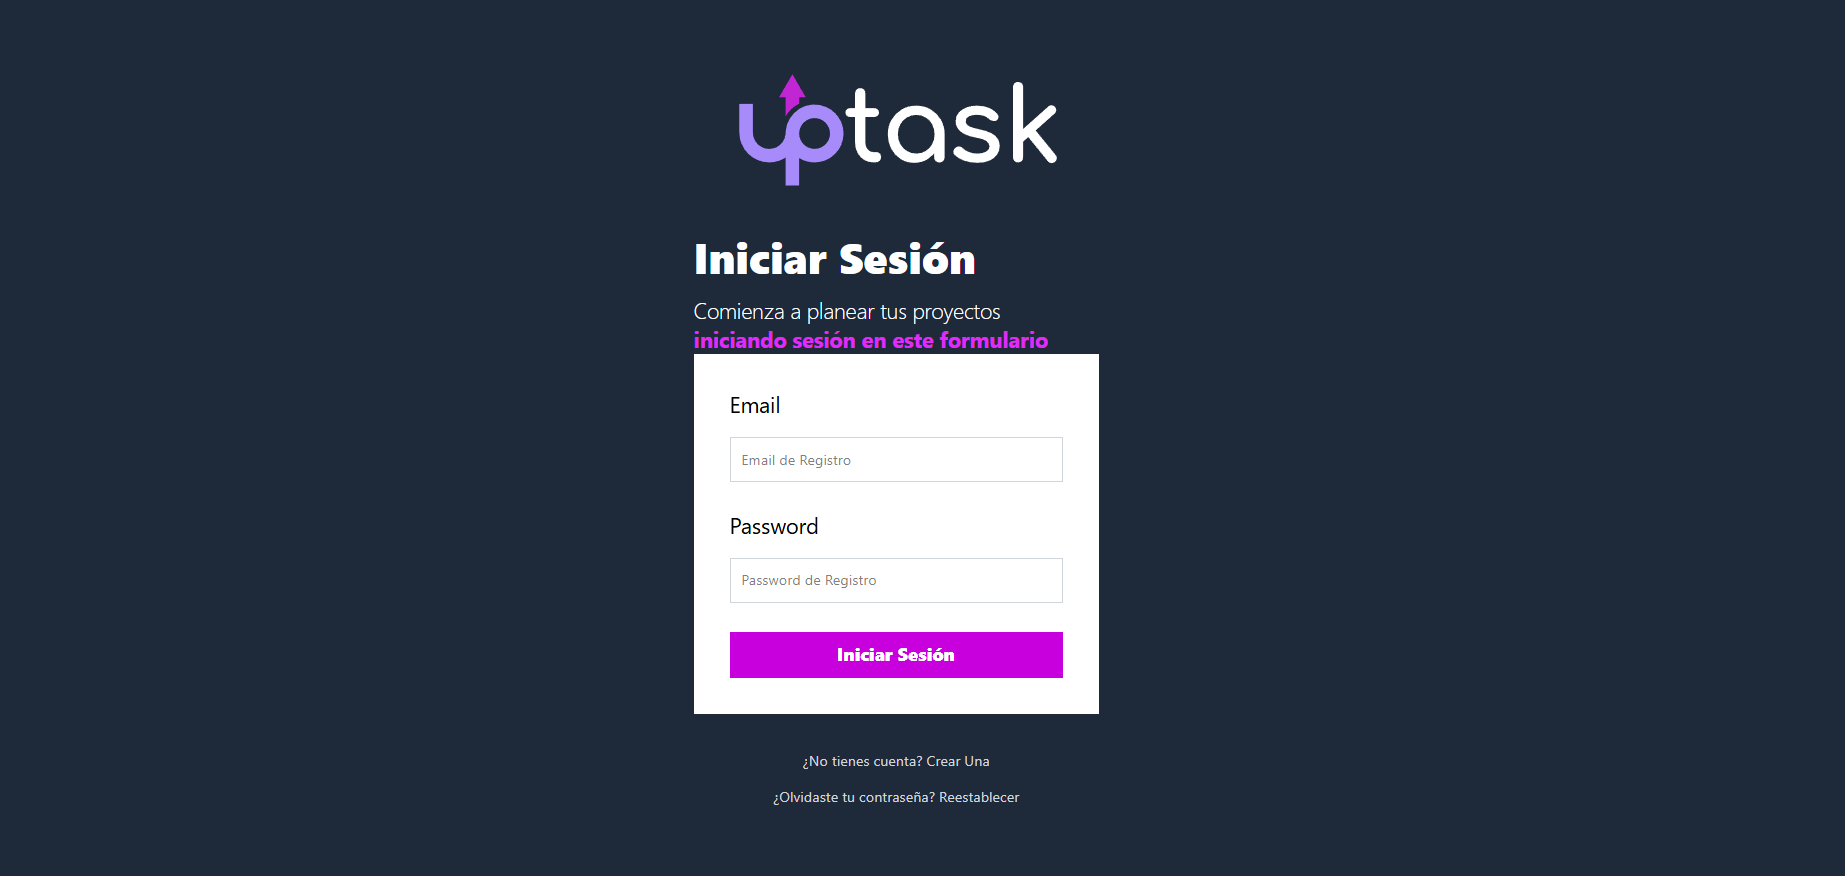 uptask
Iniciar Sesión
Comienza a planear tus proyectos
iniciando sesión en este formulario
Email
Email de Registro
Password
Password de Registro
Iniciar Sesión
¿No tienes cuenta? Crear Una
¿Olvidaste tu contraseña? Reestablecer